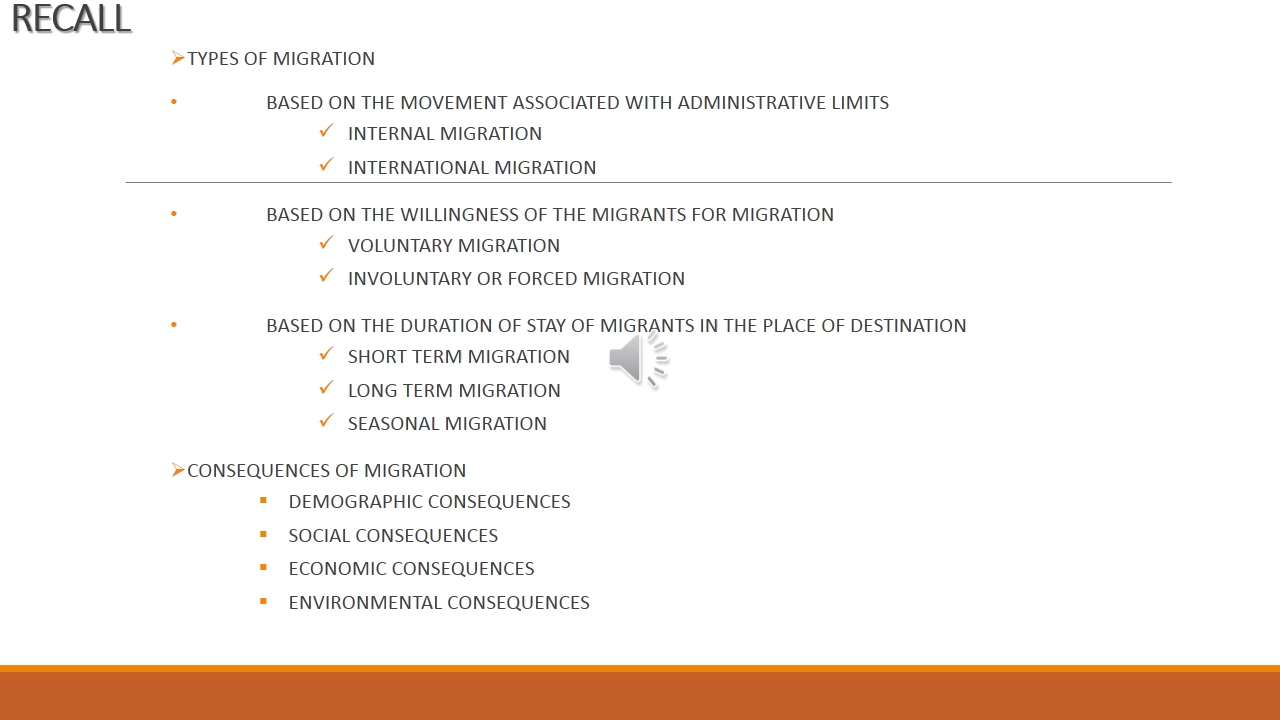 RECALL
➢TYPES OF MIGRATION
• BASED ON THE MOVEMENT ASSOCIATED WITH ADMINISTRATIVE LIMITS
✓ INTERNAL MIGRATION
✓ INTERNATIONAL MIGRATION
• BASED ON THE WILLINGNESS OF THE MIGRANTS FOR MIGRATION
✓ VOLUNTARY MIGRATION
✓ INVOLUNTARY OR FORCED MIGRATION
• BASED ON THE DURATION OF STAY OF MIGRANTS IN THE PLACE OF DESTINATION
✓ SHORT TERM MIGRATION
✓ LONG TERM MIGRATION
✓ SEASONAL MIGRATION
➢CONSEQUENCES OF MIGRATION
▪ DEMOGRAPHIC CONSEQUENCES
▪ SOCIAL CONSEQUENCES
▪ ECONOMIC CONSEQUENCES
▪ ENVIRONMENTAL CONSEQUENCES